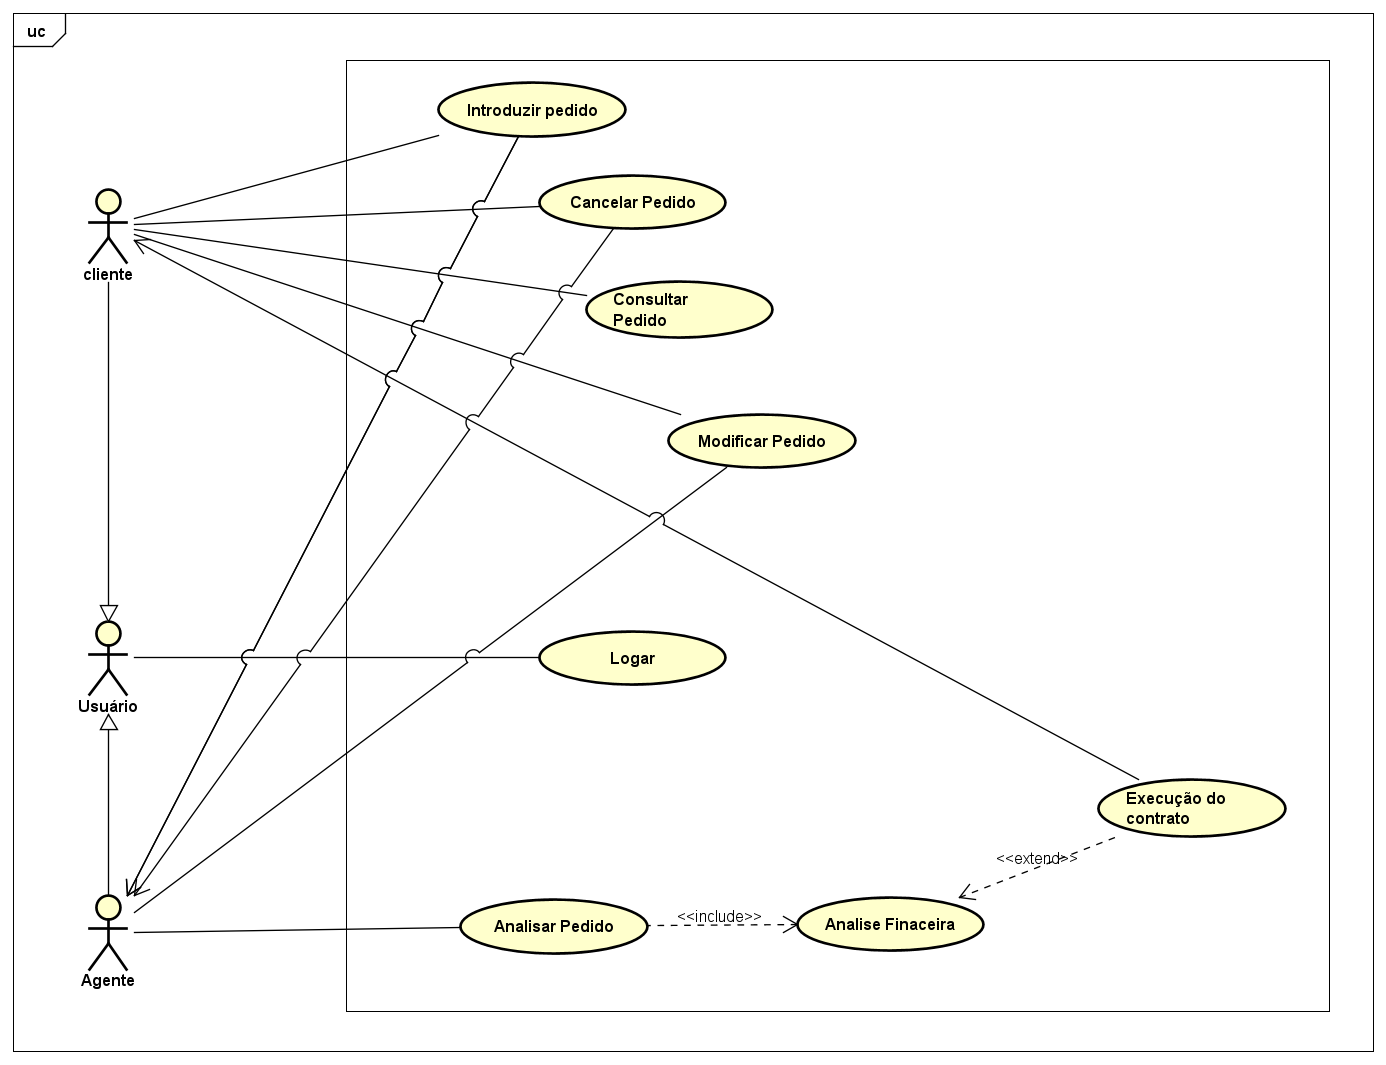 uc
Introduzir pedido
Cancelar Pedido
cliente
Consultar
Pedido
Modificar Pedido
Usuário
Logar
Execução do
contrato
<<extend>>
Agente
Analisar Pedido
<<include>>
Analise Finaceira